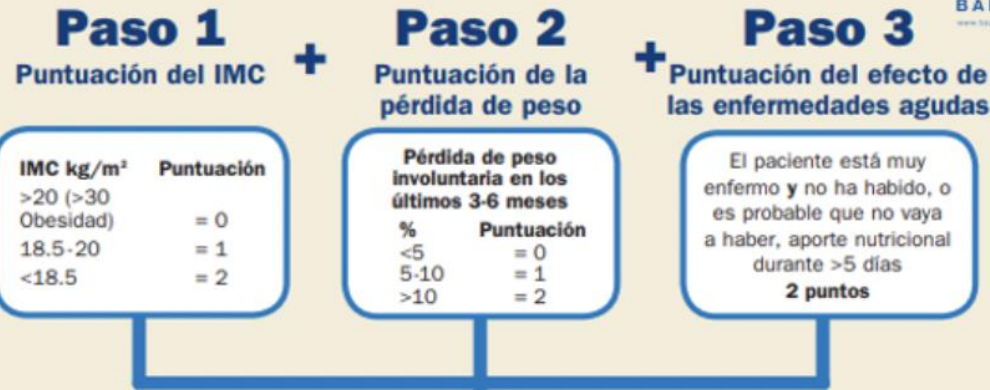 Paso 1
Puntuación del IMC
+
Paso 2
Puntuación de la
pérdida de peso
+
Paso 3
Puntuación del efecto de
las enfermedades agudas
IMC kg/m² Puntuación
>20 (>30
Obesidad) = 0
18.5-20 = 1
<18.5 = 2
Pérdida de peso
involuntaria en los
últimos 3-6 meses
% Puntuación
<5 = 0
5-10 = 1
>10 = 2
El paciente está muy
enfermo y no ha habido, o
es probable que no vaya
a haber, aporte nutricional
durante >5 días
2 puntos